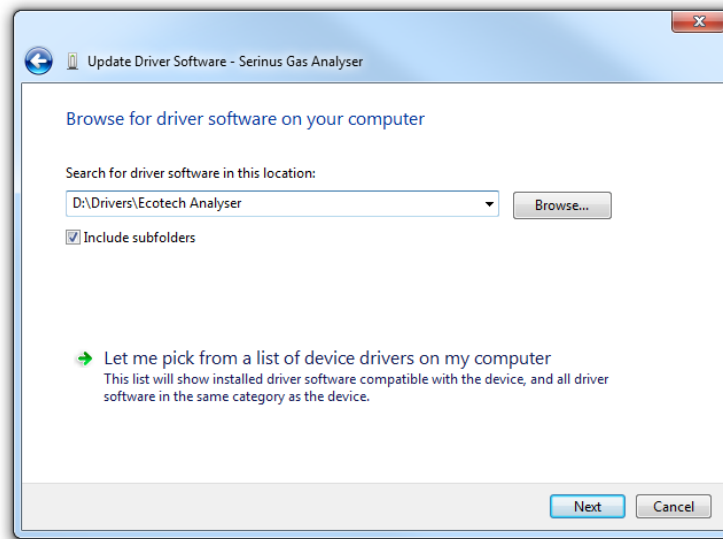 Update Driver Software - Serinus Gas Analyser
Browse for driver software on your computer
Search for driver software in this location:
D:\Drivers\Ecotech Analyser
Browse...
Include subfolders
Let me pick from a list of device drivers on my computer
This list will show installed driver software compatible with the device, and all driver
software in the same category as the device.
Next
Cancel